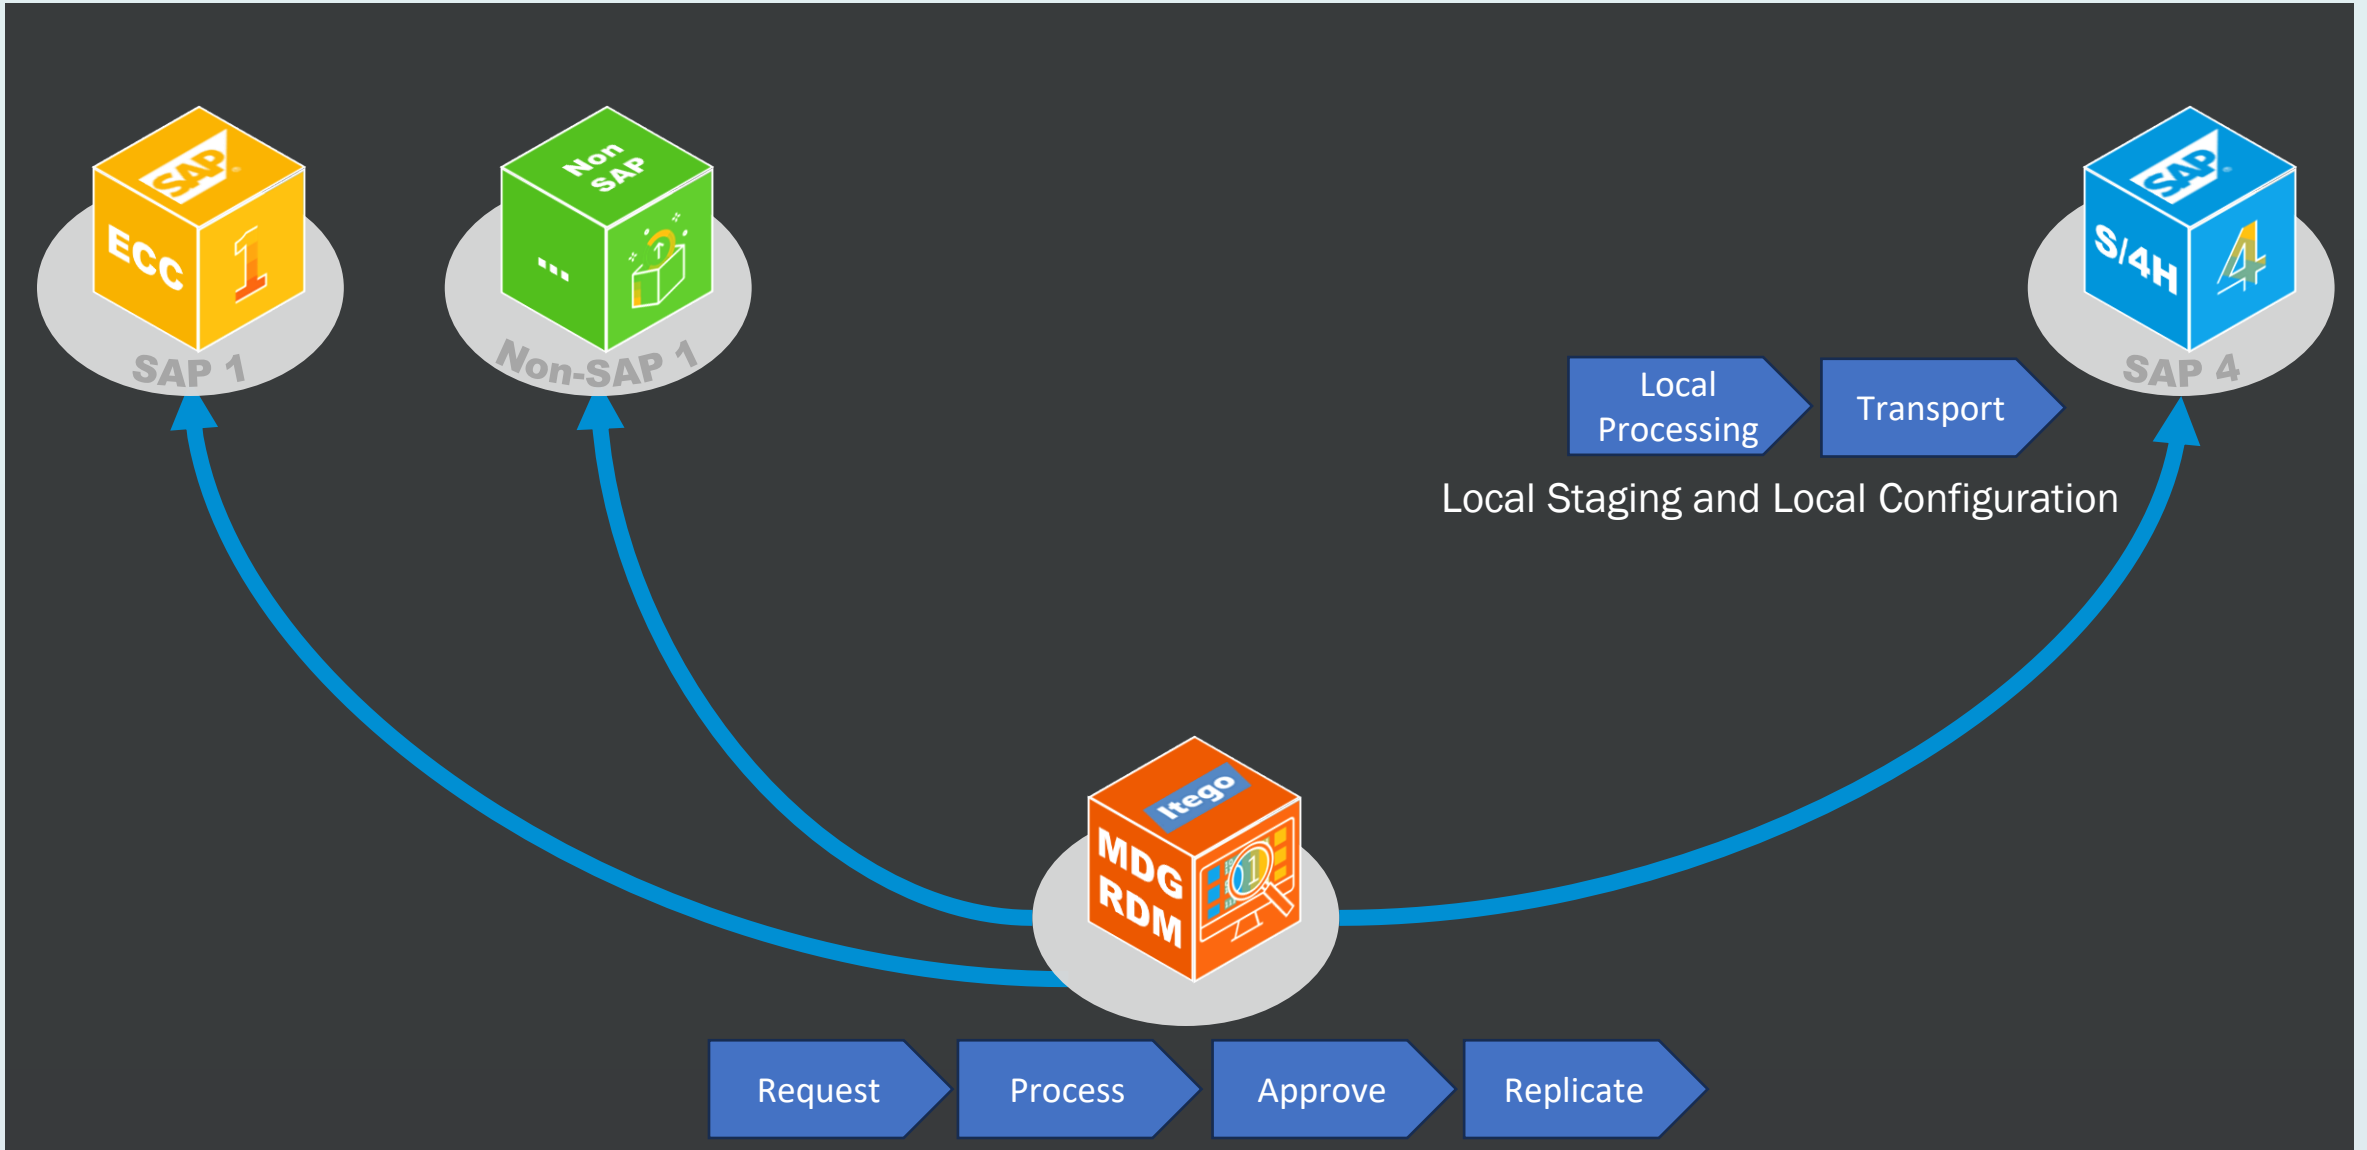 SAP
ECC
1
SAP 1
Non
SAP
...
Non-SAP 1
SAP
S/4H
4
SAP 4
Local
Processing
Transport
Local Staging and Local Configuration
Itego
MDG
RDM
1
Request
Process
Approve
Replicate